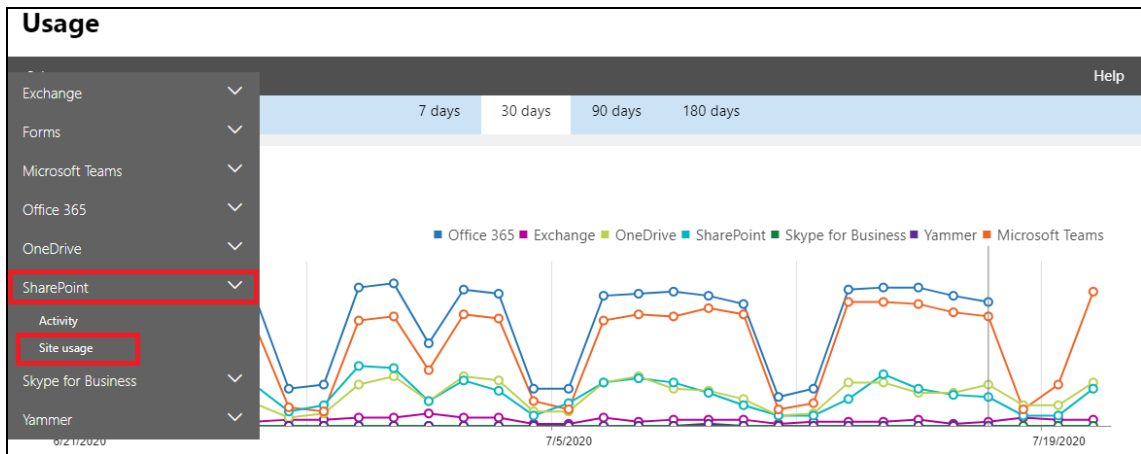 Usage
Help
Exchange
Forms
Microsoft Teams
Office 365
OneDrive
SharePoint
Activity
Site usage
Skype for Business
Yammer
7 days 30 days 90 days 180 days
Office 365 Exchange OneDrive SharePoint Skype for Business Yammer Microsoft Teams
6/21/2020 7/5/2020 7/19/2020